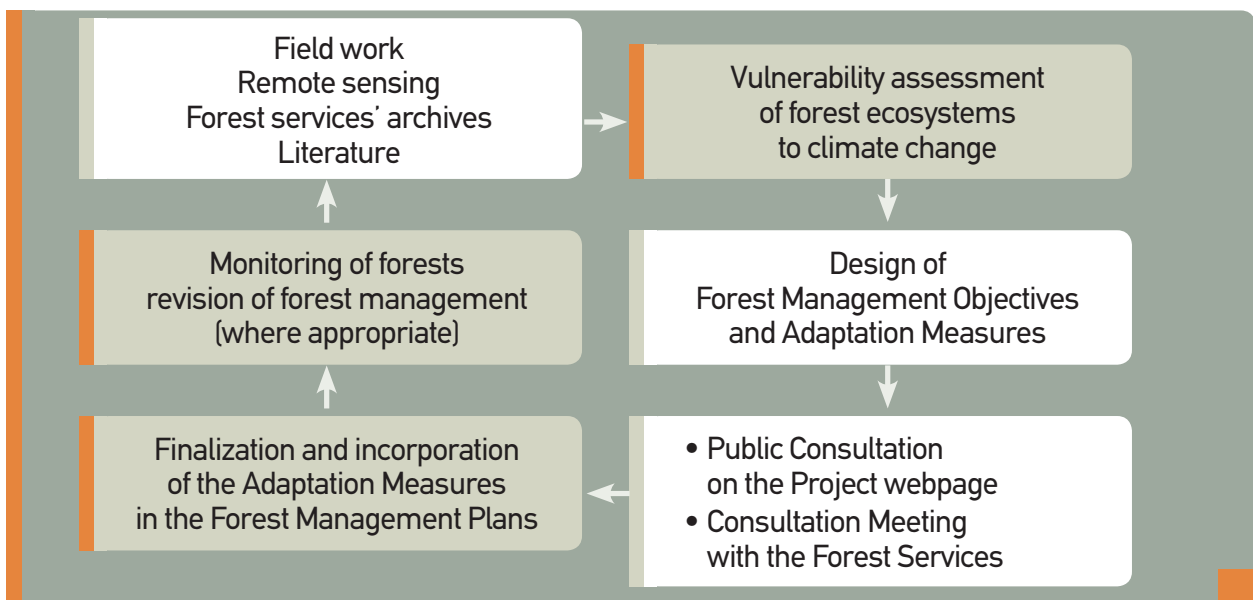 Field work
Remote sensing
Forest services’ archives
Literature
Vulnerability assessment
of forest ecosystems
to climate change
Design of
Forest Management Objectives
and Adaptation Measures
• Public Consultation
on the Project webpage
• Consultation Meeting
with the Forest Services
Finalization and incorporation
of the Adaptation Measures
in the Forest Management Plans
Monitoring of forests
revision of forest management
(where appropriate)